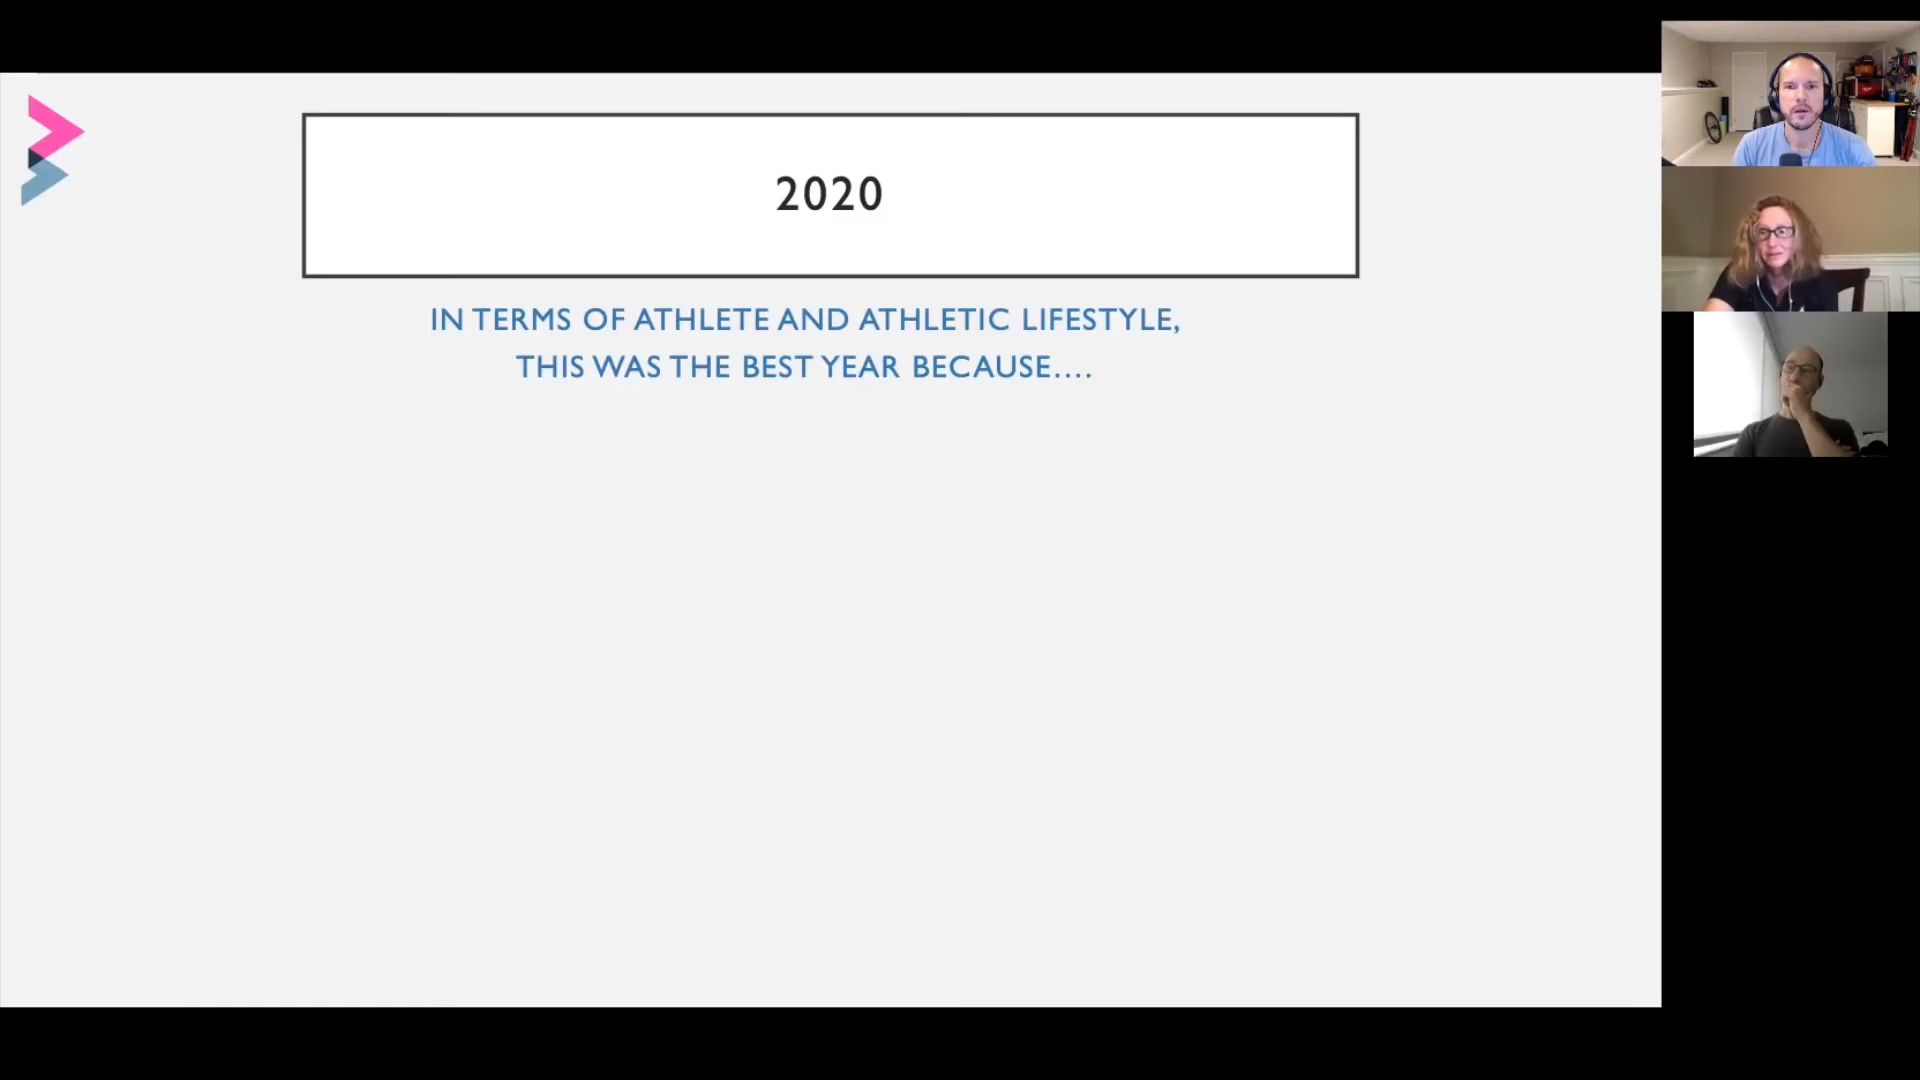 2020
IN TERMS OF ATHLETE AND ATHLETIC LIFESTYLE,
THIS WAS THE BEST YEAR BECAUSE....